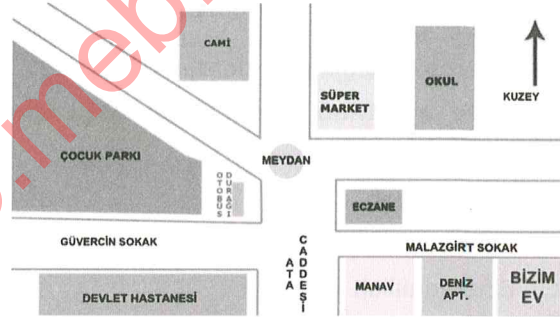 CAMİ
SÜPER
MARKET
OKUL
KUZEY
ÇOCUK PARKI
MEYDAN
OTOBÜS
DURAĞI
ECZANE
GÜVERCİN SOKAK
ATA
CADDESİ
MALAZGİRT SOKAK
DEVLET HASTANESİ
MANAV
DENİZ
APT.
BİZİM
EV
.meb